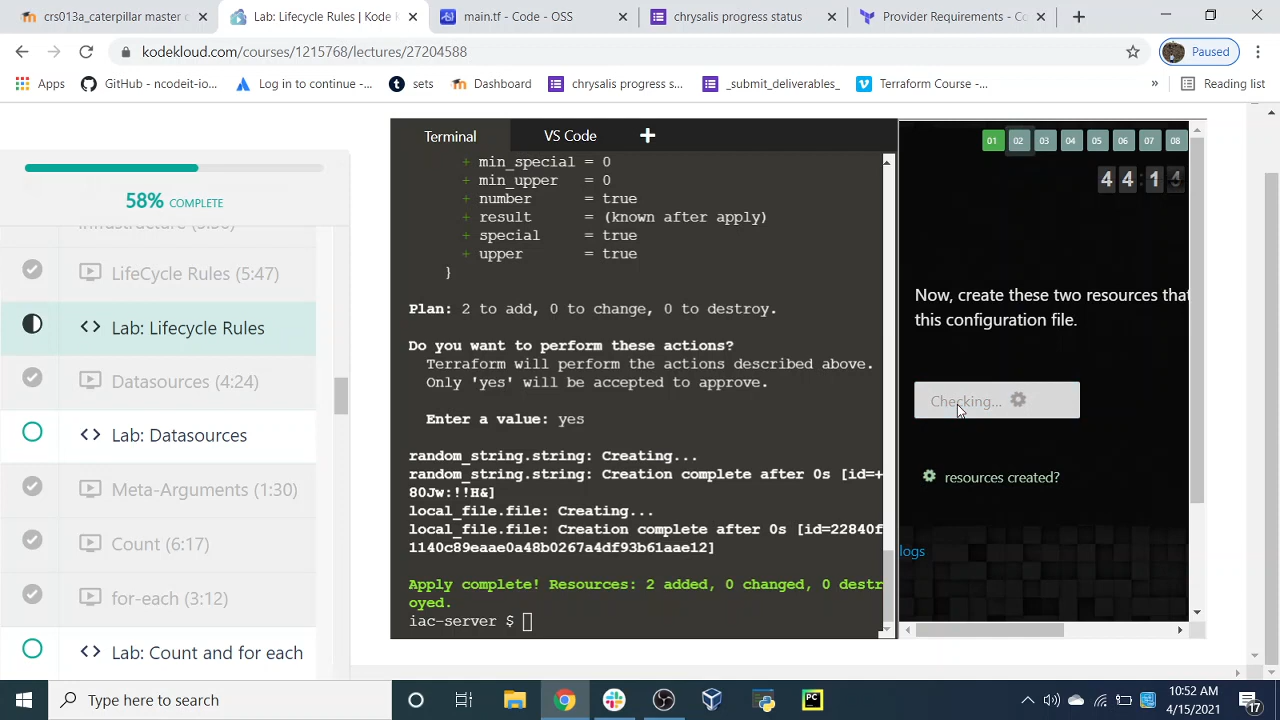 crs013a_caterpillar master
Lab: Lifecycle Rules | Kode
main.tf - Code - OSS
chrysalis progress status
Provider Requirements - Co
kodekloud.com/courses/1215768/lectures/27204588
Paused
Apps
GitHub - nodeit-io...
Log in to continue -...
sets
Dashboard
chrysalis progress s...
_submit_deliverables_
Terraform Course -...
»
Reading list
58% COMPLETE
LifeCycle Rules (5:47)
Lab: Lifecycle Rules
Datasources (4:24)
Lab: Datasources
Meta-Arguments (1:30)
Count (6:17)
for-each (3:12)
Lab: Count and for each
Terminal
VS Code
+ min_special = 0
+ min_upper = 0
+ number = true
+ result = (known after apply)
+ special = true
+ upper = true
}
Plan: 2 to add, 0 to change, 0 to destroy.
Do you want to perform these actions?
Terraform will perform the actions described above.
Only 'yes' will be accepted to approve.
Enter a value: yes
random_string.string: Creating...
random_string.string: Creation complete after 0s [id=+
80Jw:!!H&]
local_file.file: Creating...
local_file.file: Creation complete after 0s [id=22840f
1140c89eaae0a48b0267a4df93b61aae12]
Apply complete! Resources: 2 added, 0 changed, 0 destr
oyed.
iac-server $
01 02 03 04 05 06 07 08
44:1
Now, create these two resources that
this configuration file.
Checking...
resources created?
logs
Type here to search
PC
10:52 AM
4/15/2021
17